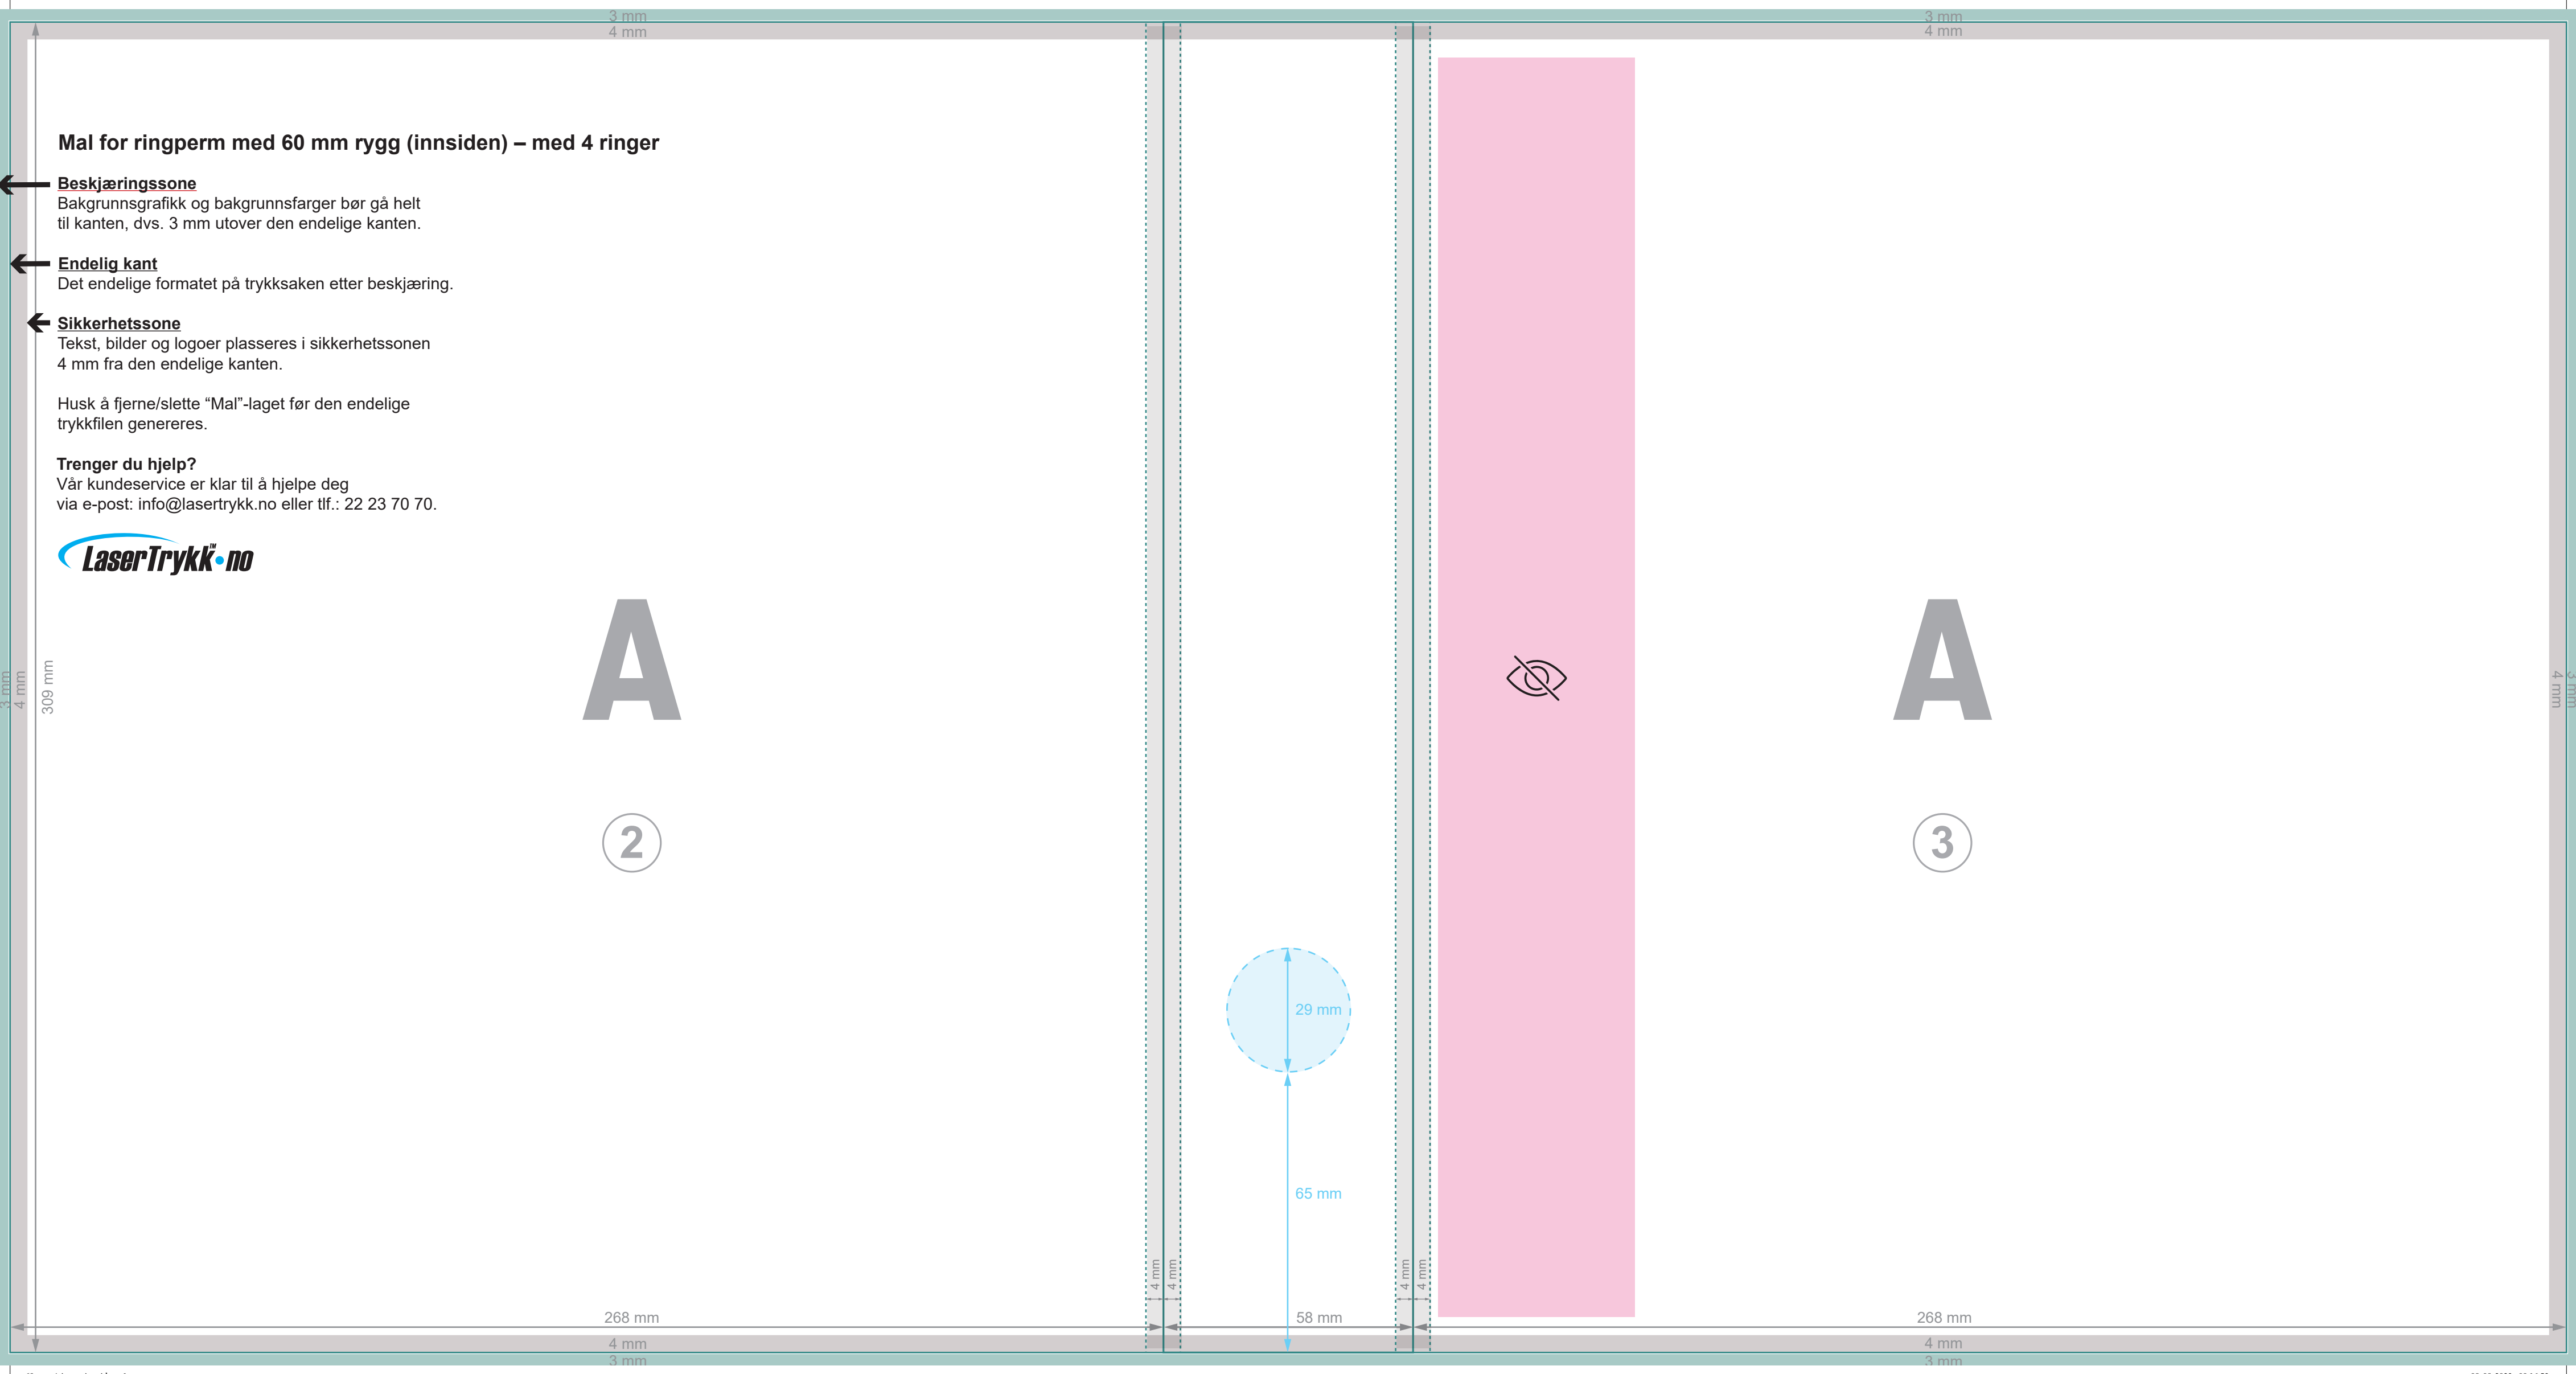 3 mm
4 mm
3 mm
4 mm
Mal for ringperm med 60 mm rygg (innsiden) – med 4 ringer
Beskjæringssone
Bakgrunnsgrafikk og bakgrunnsfarger bør gå helt
til kanten, dvs. 3 mm utover den endelige kanten.
Endelig kant
Det endelige formatet på trykksaken etter beskjæring.
Sikkerhetssone
Tekst, bilder og logoer plasseres i sikkerhetssonen
4 mm fra den endelige kanten.
Husk å fjerne/slette “Mal”-laget før den endelige
trykkfilen genereres.
Trenger du hjelp?
Vår kundeservice er klar til å hjelpe deg
via e-post: info@lasertrykk.no eller tlf.: 22 23 70 70.
LaserTrykk™•no
A
A
3 mm
4 mm
309 mm
4 mm
3 mm
2
3
29 mm
65 mm
4 mm
4 mm
4 mm
4 mm
268 mm
58 mm
268 mm
4 mm
3 mm
4 mm
3 mm